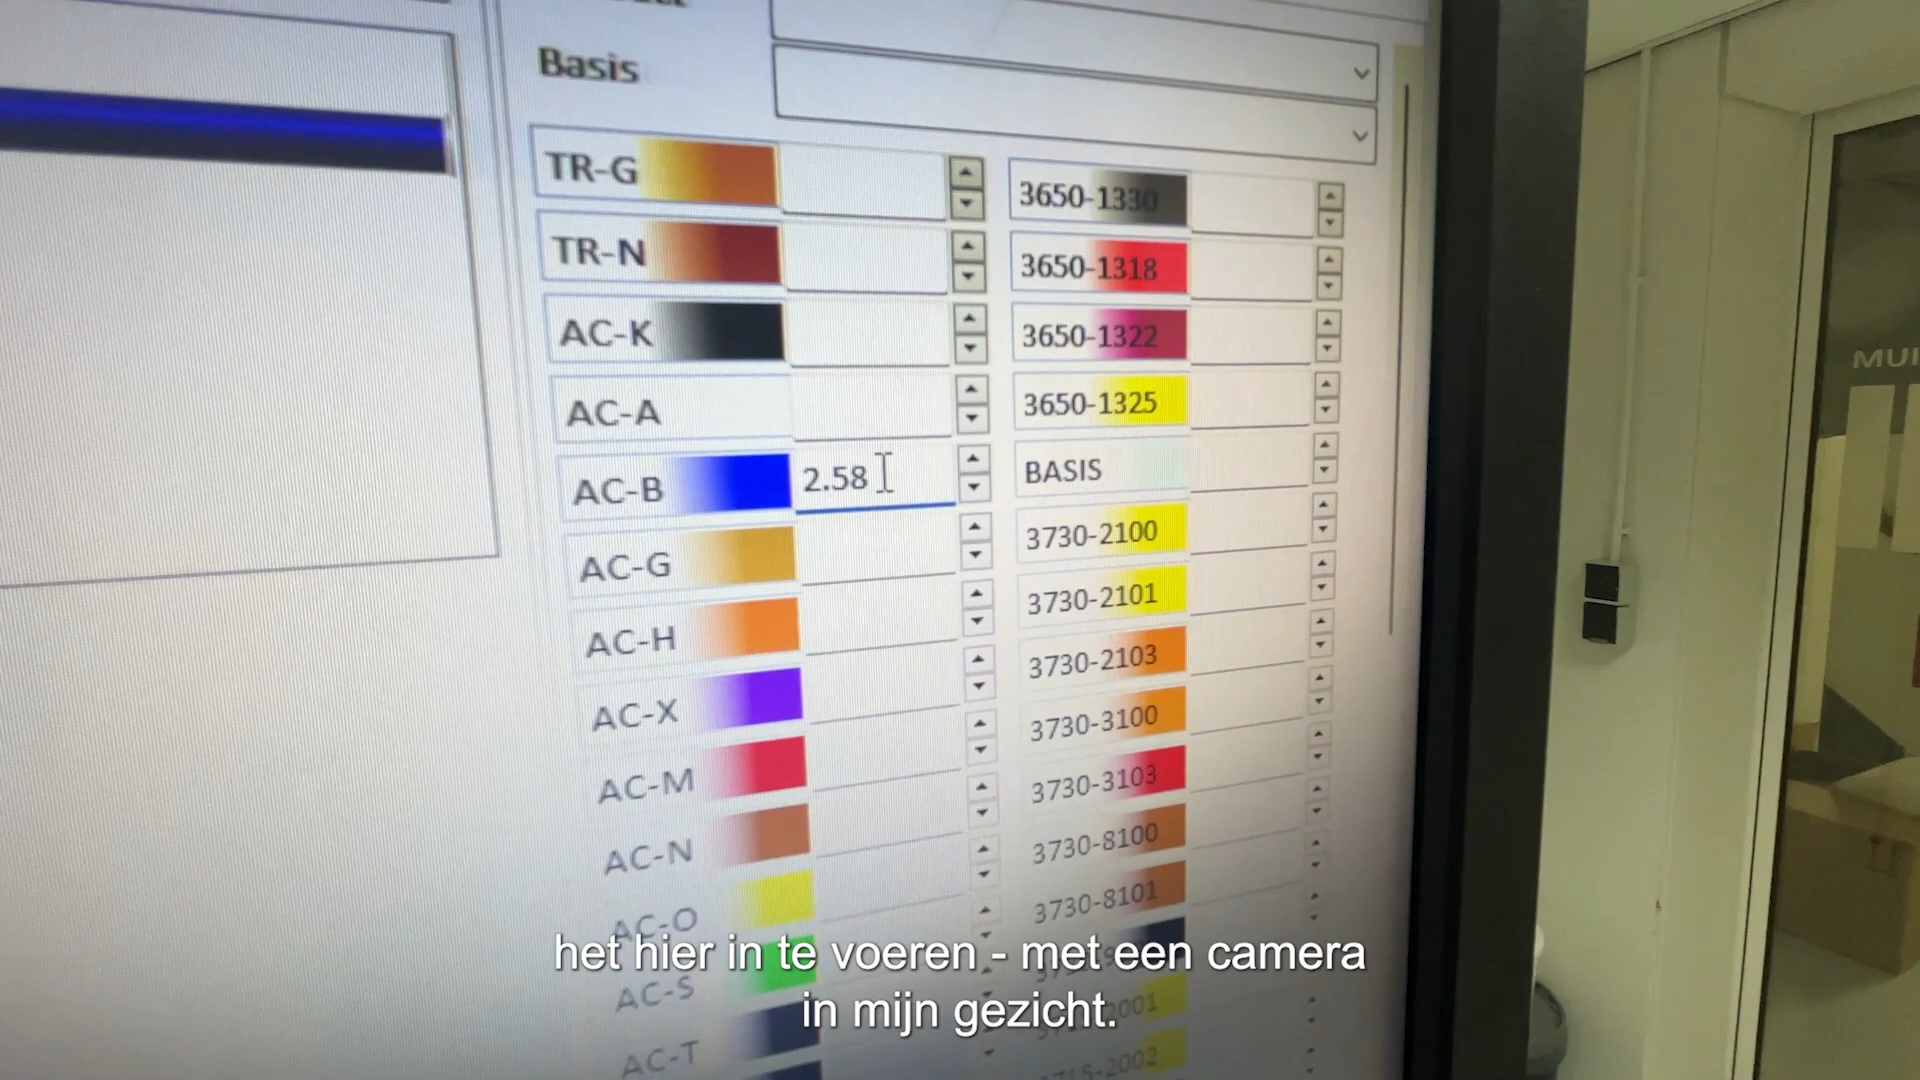 Basis
TR-G
TR-N
AC-K
AC-A
AC-B 2.58
AC-G
AC-H
AC-X
AC-M
AC-N
AC-O
AC-S
AC-T
3650-1330
3650-1318
3650-1322
3650-1325
BASIS
3730-2100
3730-2101
3730-2103
3730-3100
3730-3103
3730-8100
3730-8101
MUI
het hier in te voeren - met een camera
in mijn gezicht.